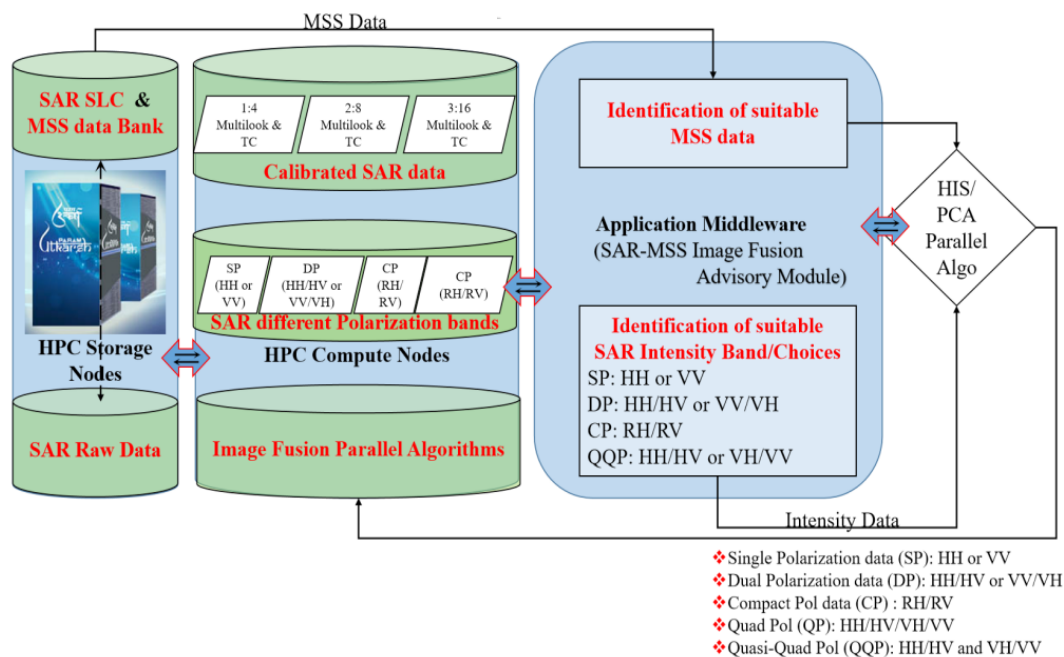 MSS Data
SAR SLC &
MSS data Bank
1:4
Multilook &
TC
2:8
Multilook &
TC
3:16
Multilook &
TC
Calibrated SAR data
Identification of suitable
MSS data
HIS/
PCA
Parallel
Algo
PARAM
Utkarsh
Application Middleware
(SAR-MSS Image Fusion
Advisory Module)
SP
(HH or
VV)
DP
(HH/HV or
VV/VH)
CP
(RH/
RV)
CP
(RH/RV)
SAR different Polarization bands
HPC Storage
Nodes
HPC Compute Nodes
Identification of suitable
SAR Intensity Band/Choices
SP: HH or VV
DP: HH/HV or VV/VH
CP: RH/RV
QQP: HH/HV or VH/VV
SAR Raw Data
Image Fusion Parallel Algorithms
Intensity Data
❖Single Polarization data (SP): HH or VV
❖Dual Polarization data (DP): HH/HV or VV/VH
❖Compact Pol data (CP) : RH/RV
❖Quad Pol (QP): HH/HV/VH/VV
❖Quasi-Quad Pol (QQP): HH/HV and VH/VV